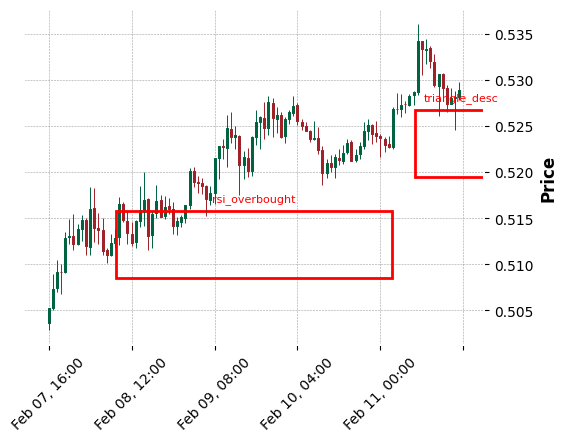 0.535
0.530
triangle_desc
0.525
0.520
rsi_overbought
0.515
0.510
0.505
Price
Feb 07, 16:00
Feb 08, 12:00
Feb 09, 08:00
Feb 10, 04:00
Feb 11, 00:00